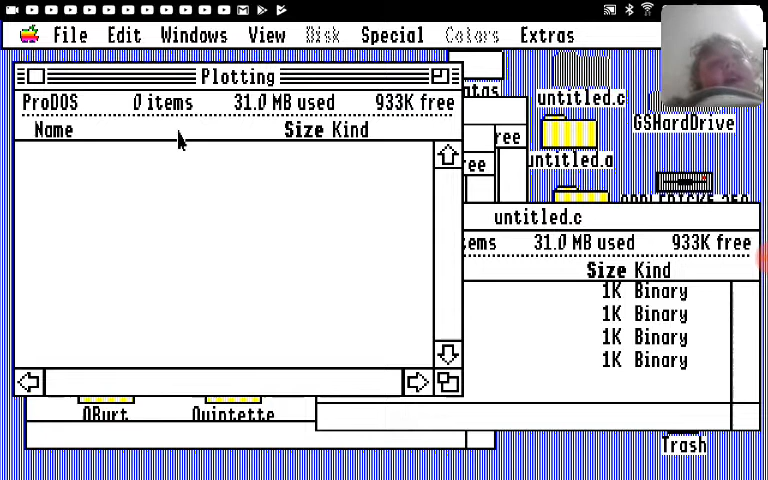 File Edit Windows View Disk Special Colors Extras
Plotting
ProDOS 0 items 31.0 MB used 933K free
Name Size Kind
untitled.c
GSHardDrive
untitled.a
untitled.c
31.0 MB used 933K free
Size Kind
1K Binary
1K Binary
1K Binary
1K Binary
QBurt Quintette
Trash